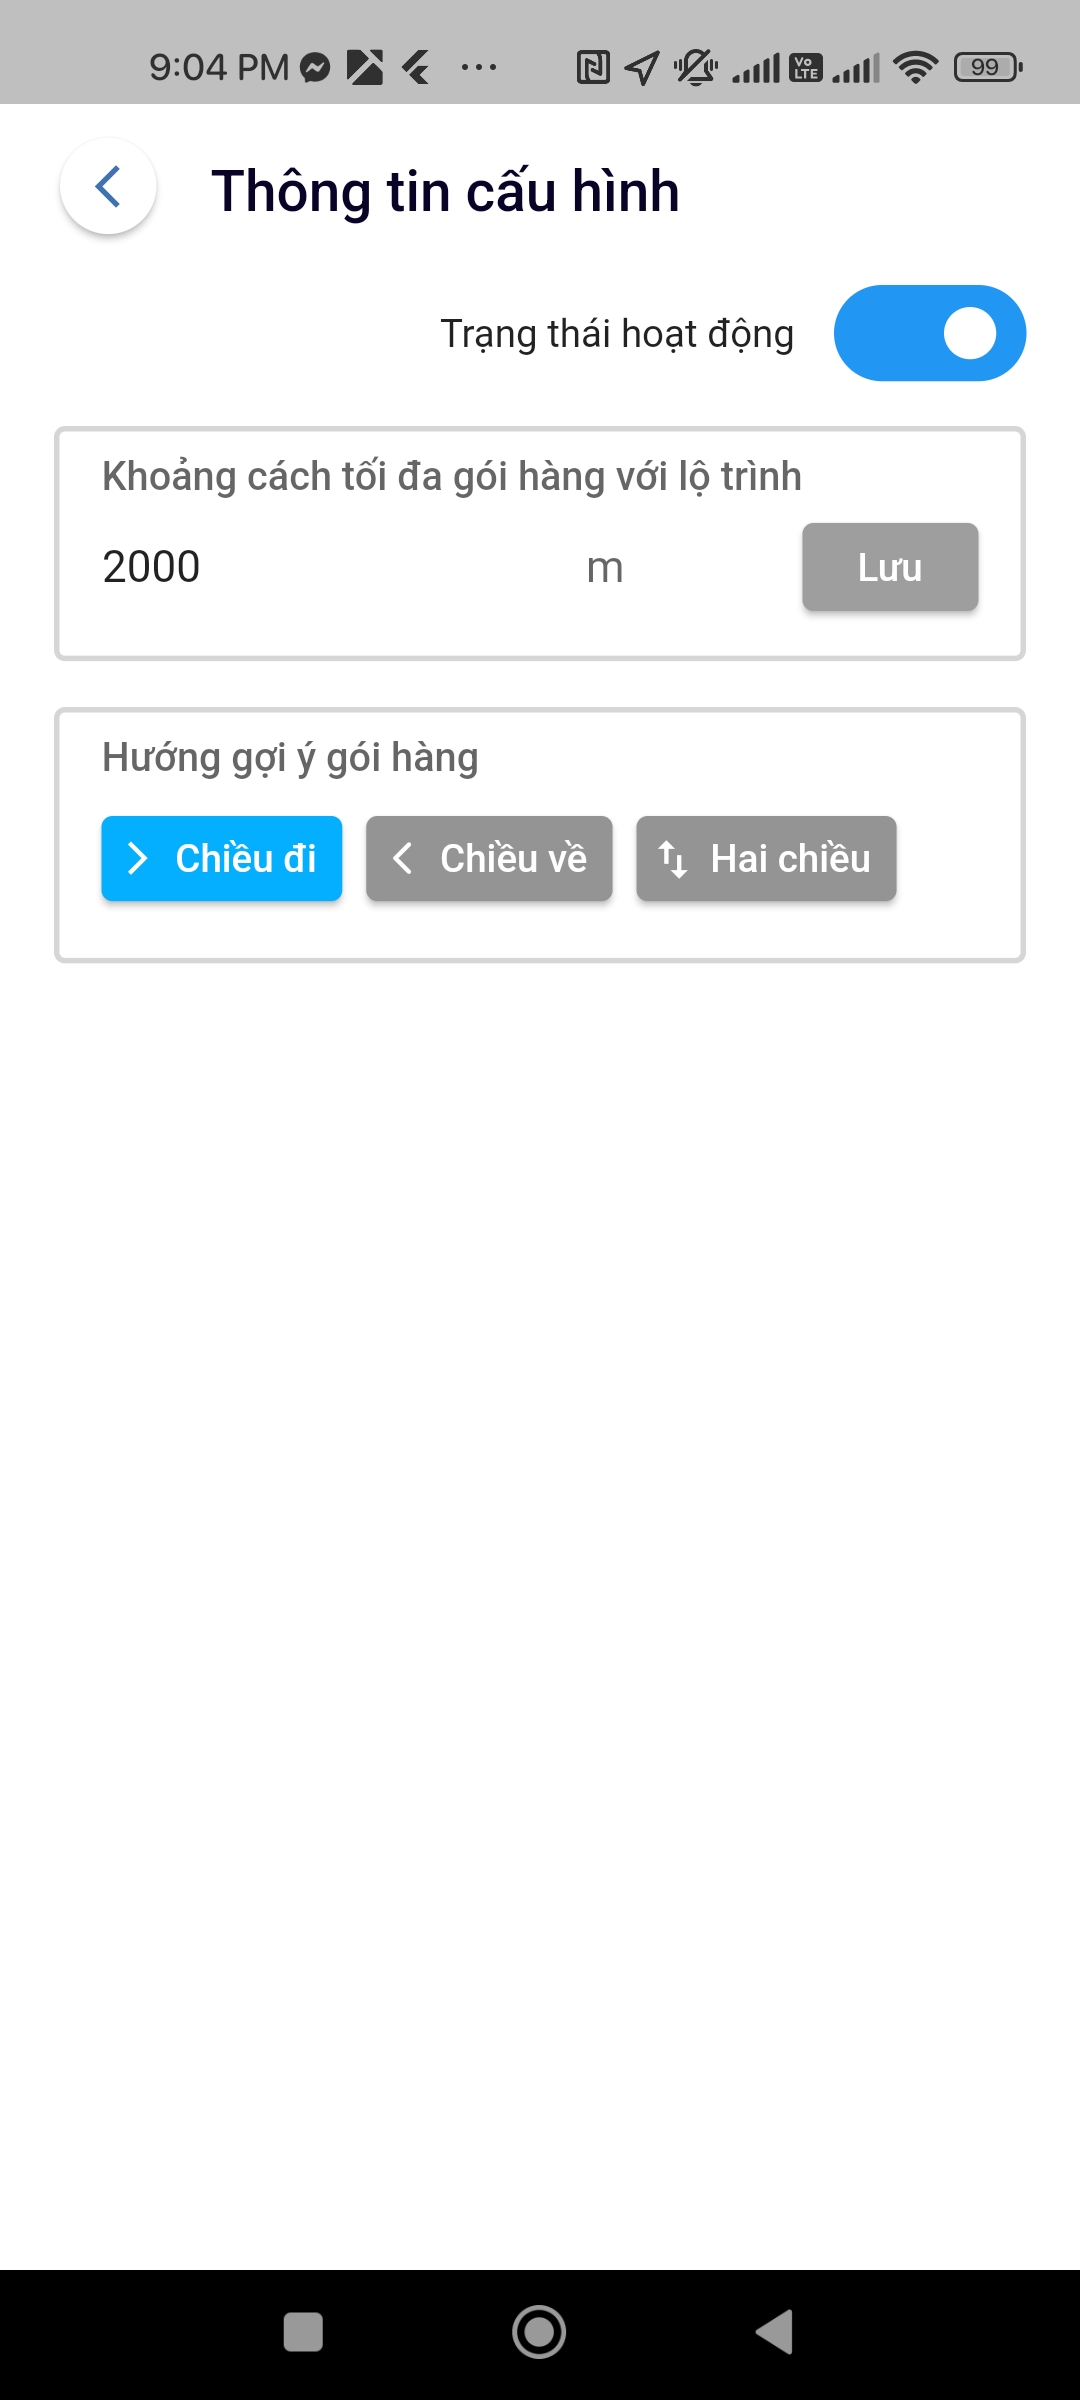 9:04 PM
Vo LTE
99
Thông tin cấu hình
Trạng thái hoạt động
Khoảng cách tối đa gói hàng với lộ trình
2000 m Lưu
Hướng gợi ý gói hàng
Chiều đi Chiều về Hai chiều